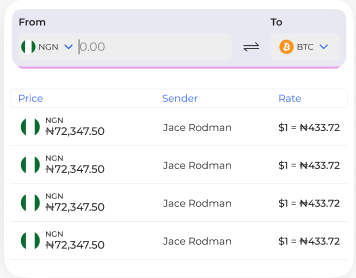 From To
NGN 0.00 BTC
Price Sender Rate
NGN
₦72,347.50 Jace Rodman $1 = ₦433.72
NGN
₦72,347.50 Jace Rodman $1 = ₦433.72
NGN
₦72,347.50 Jace Rodman $1 = ₦433.72
NGN
₦72,347.50 Jace Rodman $1 = ₦433.72